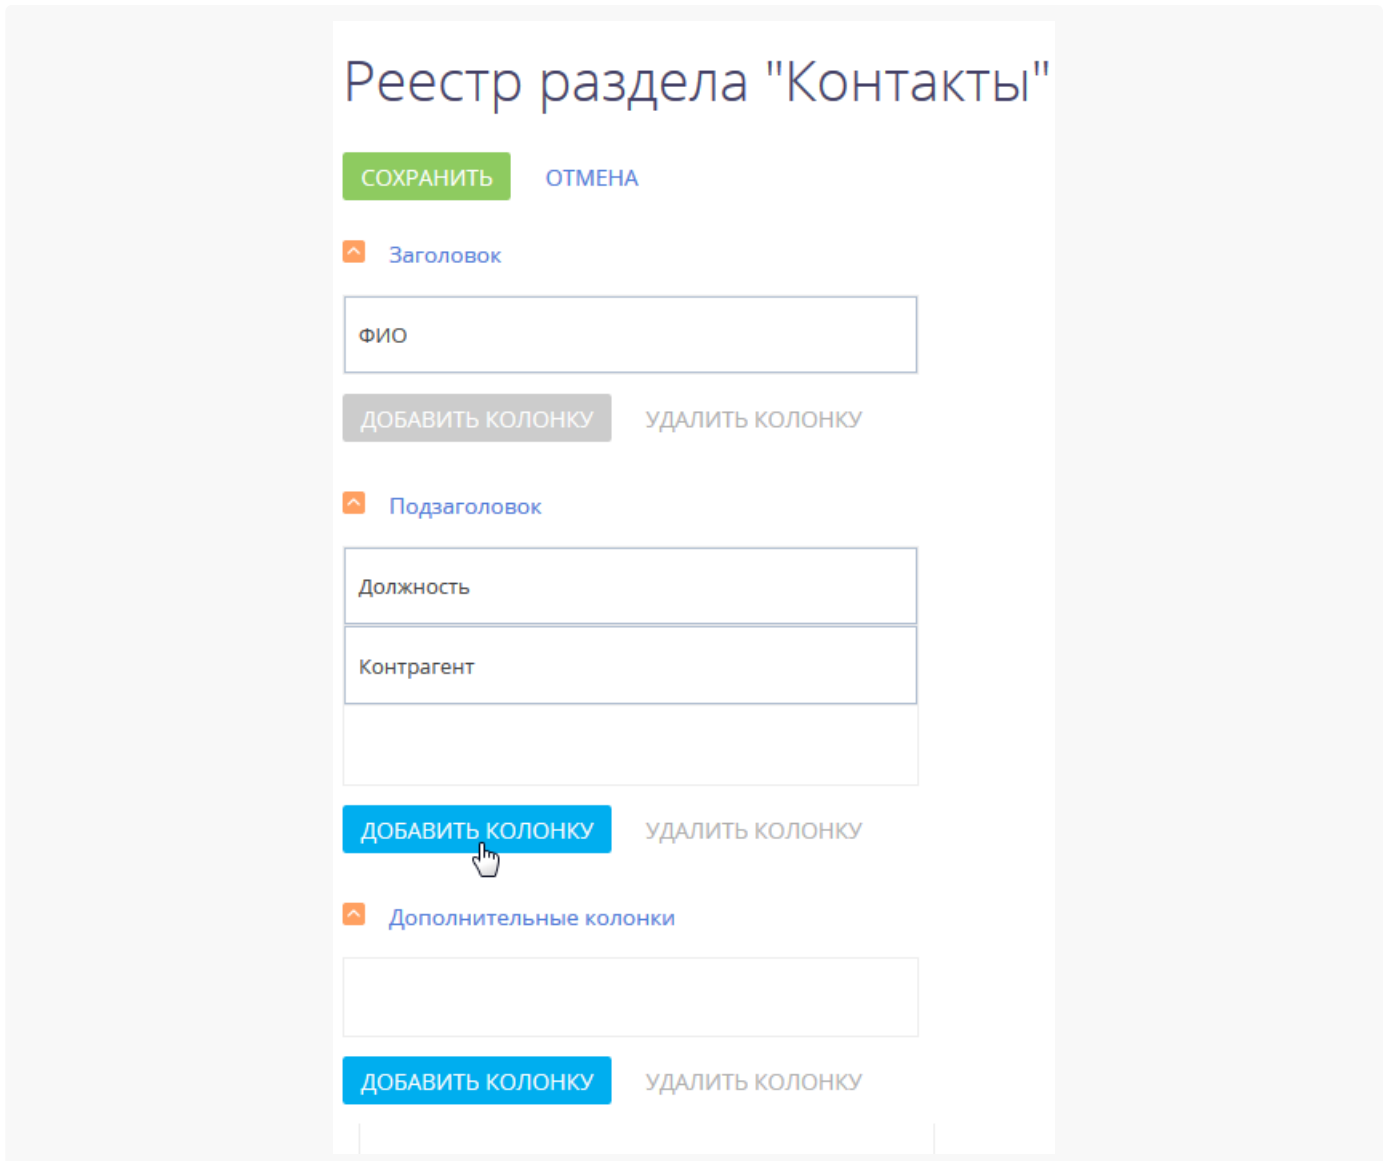 Реестр раздела "Контакты"
СОХРАНИТЬ ОТМЕНА
Заголовок
ФИО
ДОБАВИТЬ КОЛОНКУ УДАЛИТЬ КОЛОНКУ
Подзаголовок
Должность
Контрагент
ДОБАВИТЬ КОЛОНКУ УДАЛИТЬ КОЛОНКУ
Дополнительные колонки
ДОБАВИТЬ КОЛОНКУ УДАЛИТЬ КОЛОНКУ